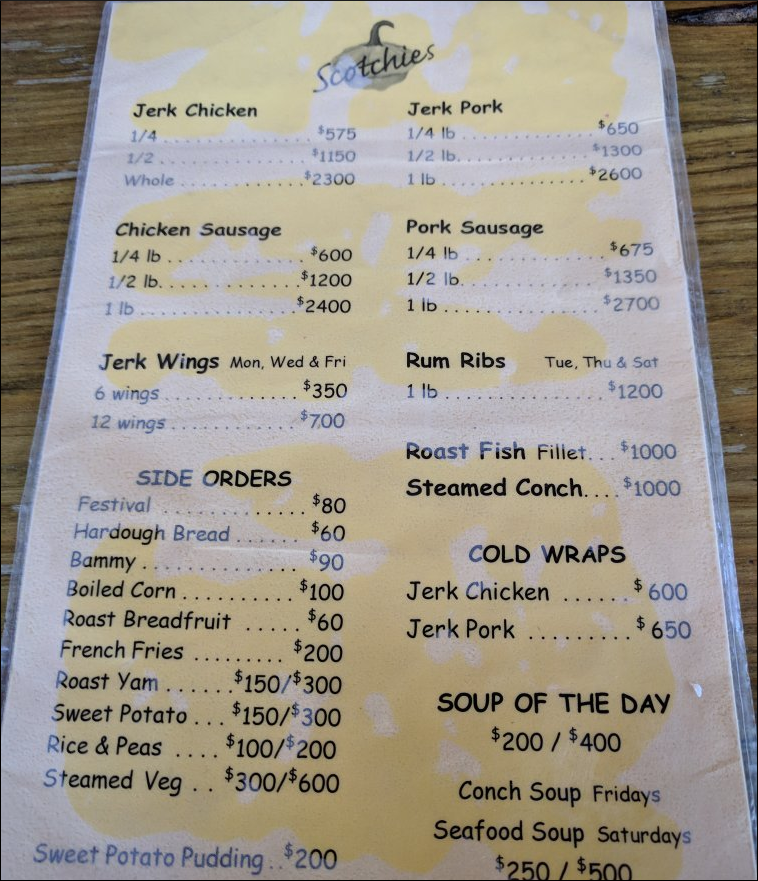 Scotchies
Jerk Chicken
1/4 . . . . . . . . . . . . . . $575
1/2 . . . . . . . . . . . . . . $1150
Whole . . . . . . . . . . . . $2300
Jerk Pork
1/4 lb . . . . . . . . . . . . $650
1/2 lb. . . . . . . . . . . . $1300
1 lb . . . . . . . . . . . . . $2600
Chicken Sausage
1/4 lb . . . . . . . . . . . . $600
1/2 lb. . . . . . . . . . . . $1200
1 lb . . . . . . . . . . . . . $2400
Pork Sausage
1/4 lb . . . . . . . . . . . . $675
1/2 lb. . . . . . . . . . . . $1350
1 lb . . . . . . . . . . . . . $2700
Jerk Wings Mon, Wed & Fri
6 wings . . . . . . . . . . . $350
12 wings . . . . . . . . . . $700
Rum Ribs Tue, Thu & Sat
1 lb . . . . . . . . . . . . . $1200
Roast Fish Fillet. . . $1000
Steamed Conch. . . . $1000
SIDE ORDERS
Festival . . . . . . . . . . . . $80
Hardough Bread . . . . . . $60
Bammy . . . . . . . . . . . . . $90
Boiled Corn . . . . . . . . . $100
Roast Breadfruit . . . . . $60
French Fries . . . . . . . . $200
Roast Yam . . . . . . $150/$300
Sweet Potato . . . $150/$300
Rice & Peas . . . . $100/$200
Steamed Veg . . $300/$600
Sweet Potato Pudding . . $200
COLD WRAPS
Jerk Chicken . . . . . . $ 600
Jerk Pork . . . . . . . . . $ 650
SOUP OF THE DAY
$200 / $400
Conch Soup Fridays
Seafood Soup Saturdays
$250 / $500